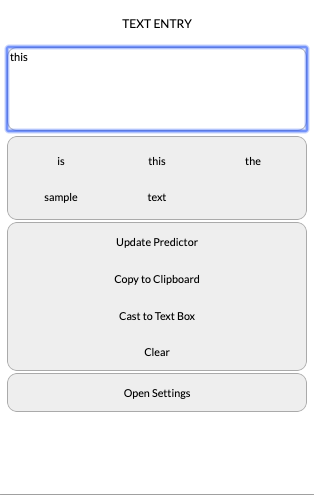 TEXT ENTRY
this
is this the
sample text
Update Predictor
Copy to Clipboard
Cast to Text Box
Clear
Open Settings